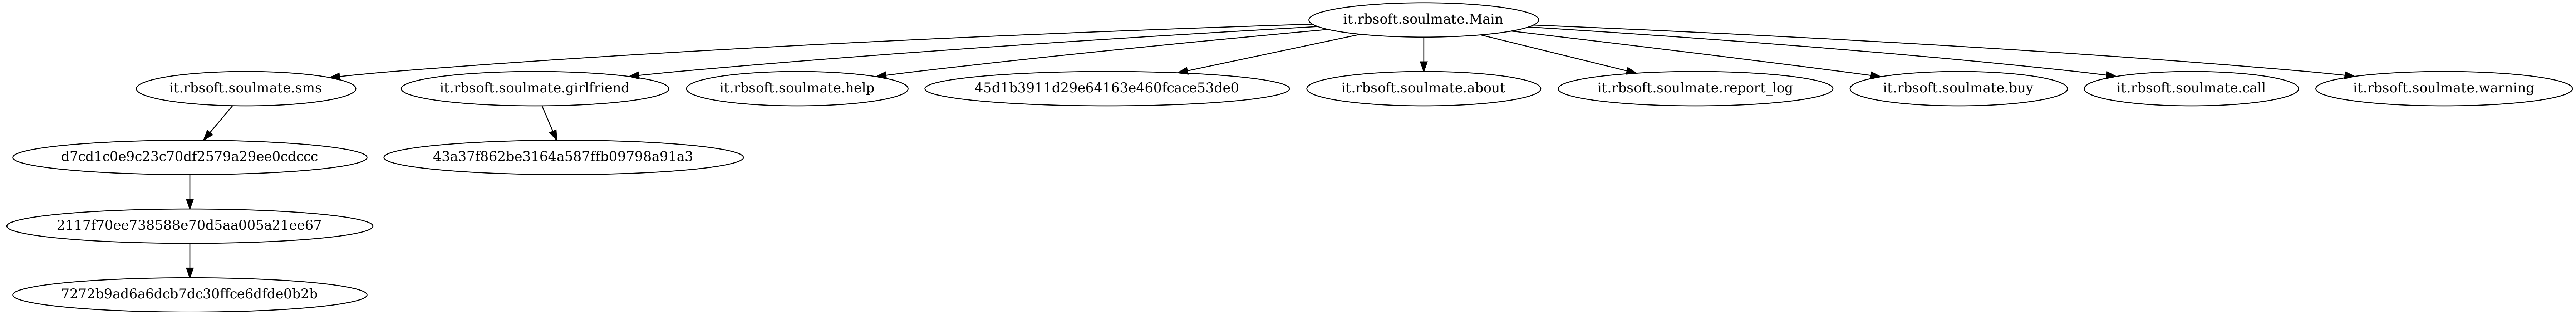 it.rbsoft.soulmate.Main
it.rbsoft.soulmate.sms
it.rbsoft.soulmate.girlfriend
it.rbsoft.soulmate.help
45d1b3911d29e64163e460fcace53de0
it.rbsoft.soulmate.about
it.rbsoft.soulmate.report_log
it.rbsoft.soulmate.buy
it.rbsoft.soulmate.call
it.rbsoft.soulmate.warning
d7cd1c0e9c23c70df2579a29ee0cdccc
43a37f862be3164a587ffb09798a91a3
2117f70ee738588e70d5aa005a21ee67
7272b9ad6a6dcb7dc30ffce6dfde0b2b